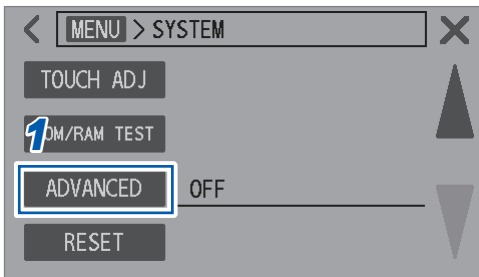 MENU > SYSTEM
TOUCH ADJ
1
OM/RAM TEST
ADVANCED OFF
RESET